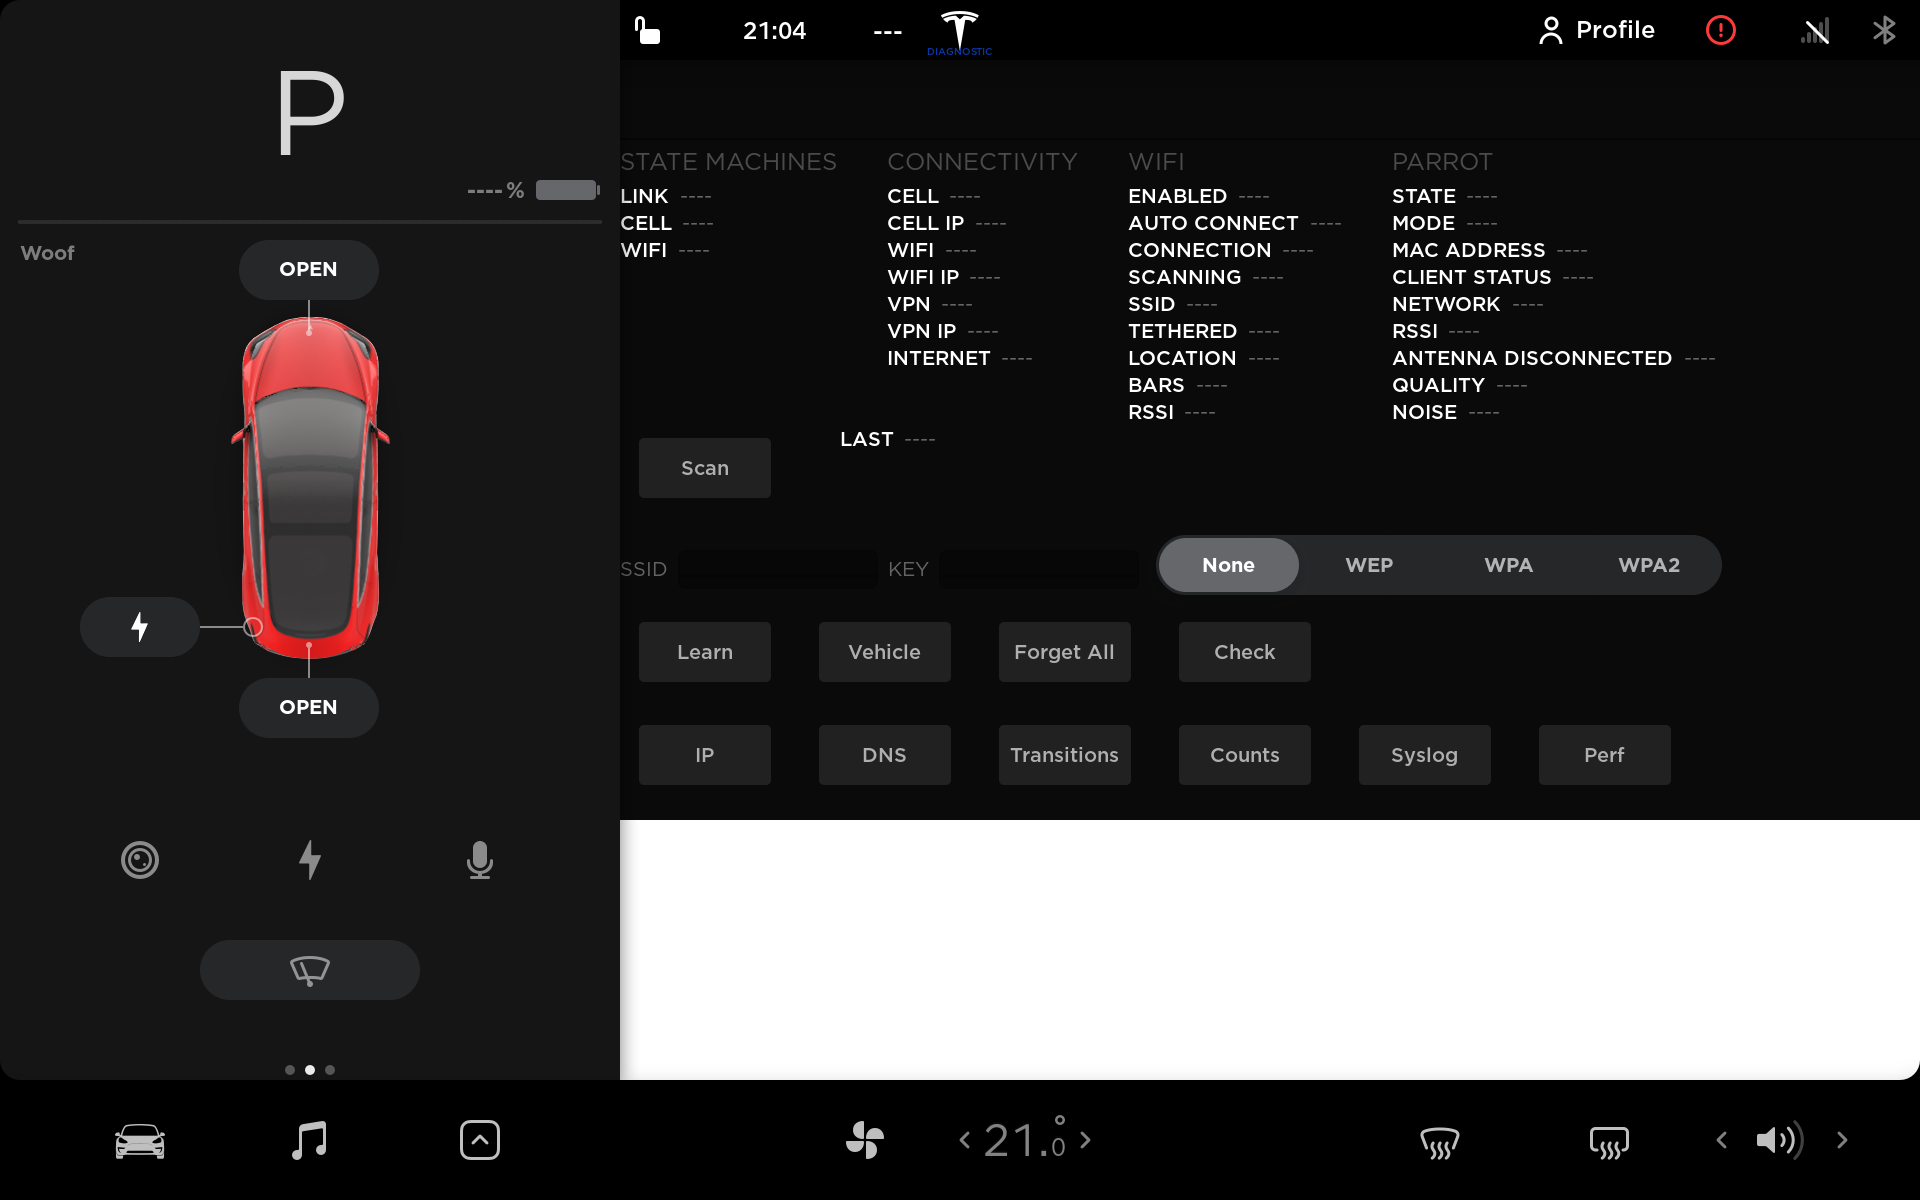 P
----%
Woof
OPEN
OPEN
21:04
---
DIAGNOSTIC
Profile
STATE MACHINES
LINK ----
CELL ----
WIFI ----
CONNECTIVITY
CELL ----
CELL IP ----
WIFI ----
WIFI IP ----
VPN ----
VPN IP ----
INTERNET ----
WIFI
ENABLED ----
AUTO CONNECT ----
CONNECTION ----
SCANNING ----
SSID ----
TETHERED ----
LOCATION ----
BARS ----
RSSI ----
PARROT
STATE ----
MODE ----
MAC ADDRESS ----
CLIENT STATUS ----
NETWORK ----
RSSI ----
ANTENNA DISCONNECTED ----
QUALITY ----
NOISE ----
Scan
LAST ----
SSID KEY None WEP WPA WPA2
Learn Vehicle Forget All Check
IP DNS Transitions Counts Syslog Perf
21.0°